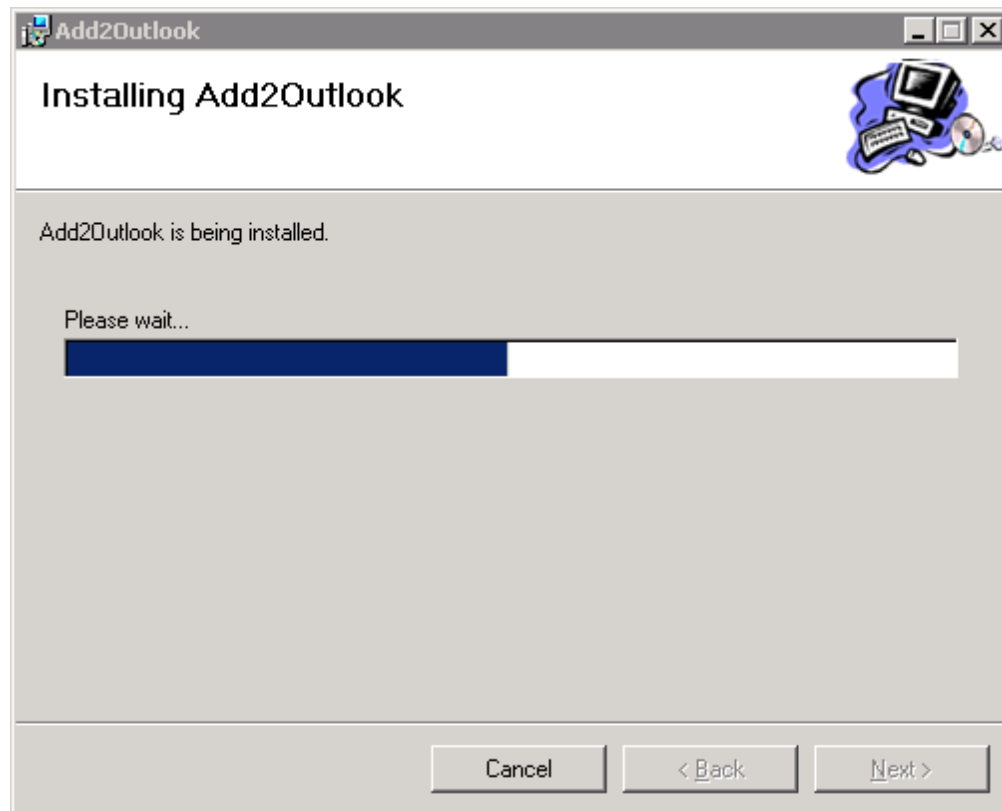 Add2Outlook
Installing Add2Outlook
Add2Outlook is being installed.
Please wait...
Cancel
< Back
Next >